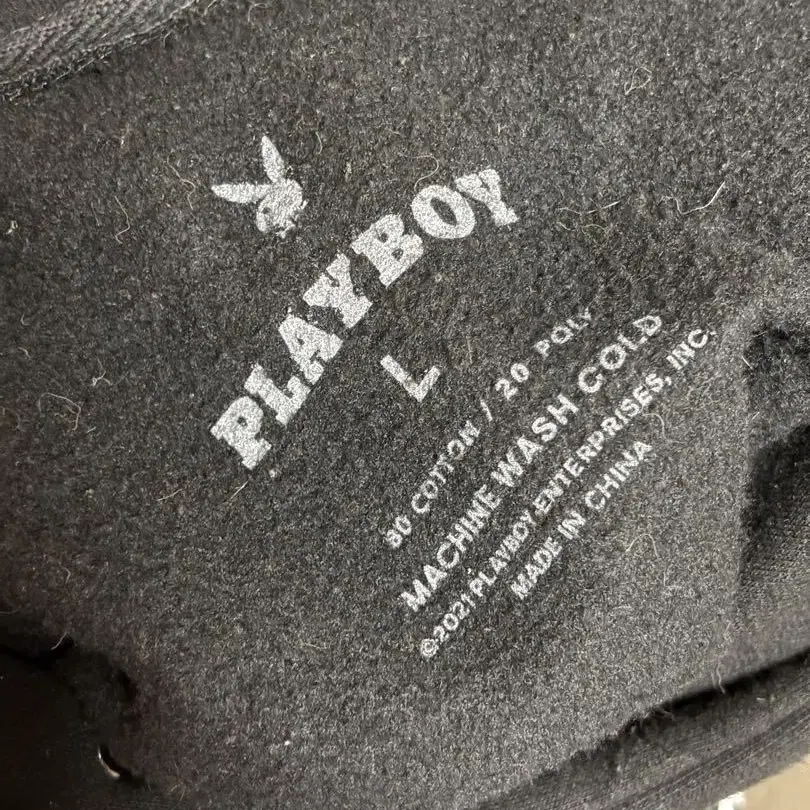 PLAYBOY
L
80 COTTON / 20 POLY
MACHINE WASH COLD
©2021 PLAYBOY ENTERPRISES, INC.
MADE IN CHINA